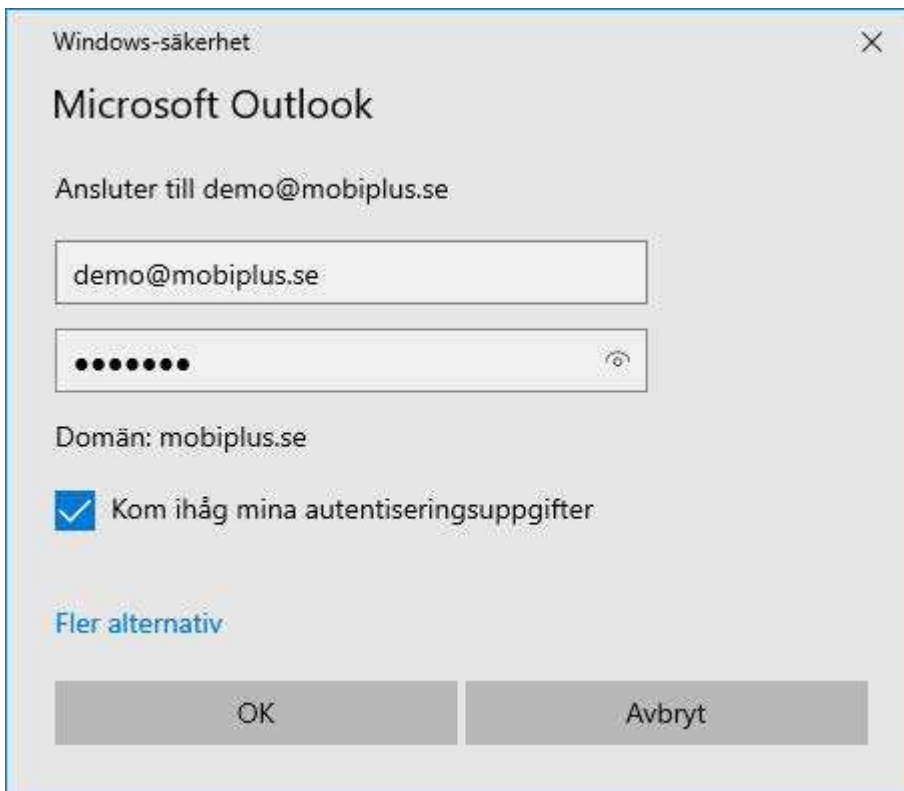 Windows-säkerhet
Microsoft Outlook
Ansluter till demo@mobiplus.se
demo@mobiplus.se
●●●●●●●
Domän: mobiplus.se
Kom ihåg mina autentiseringsuppgifter
Fler alternativ
OK
Avbryt